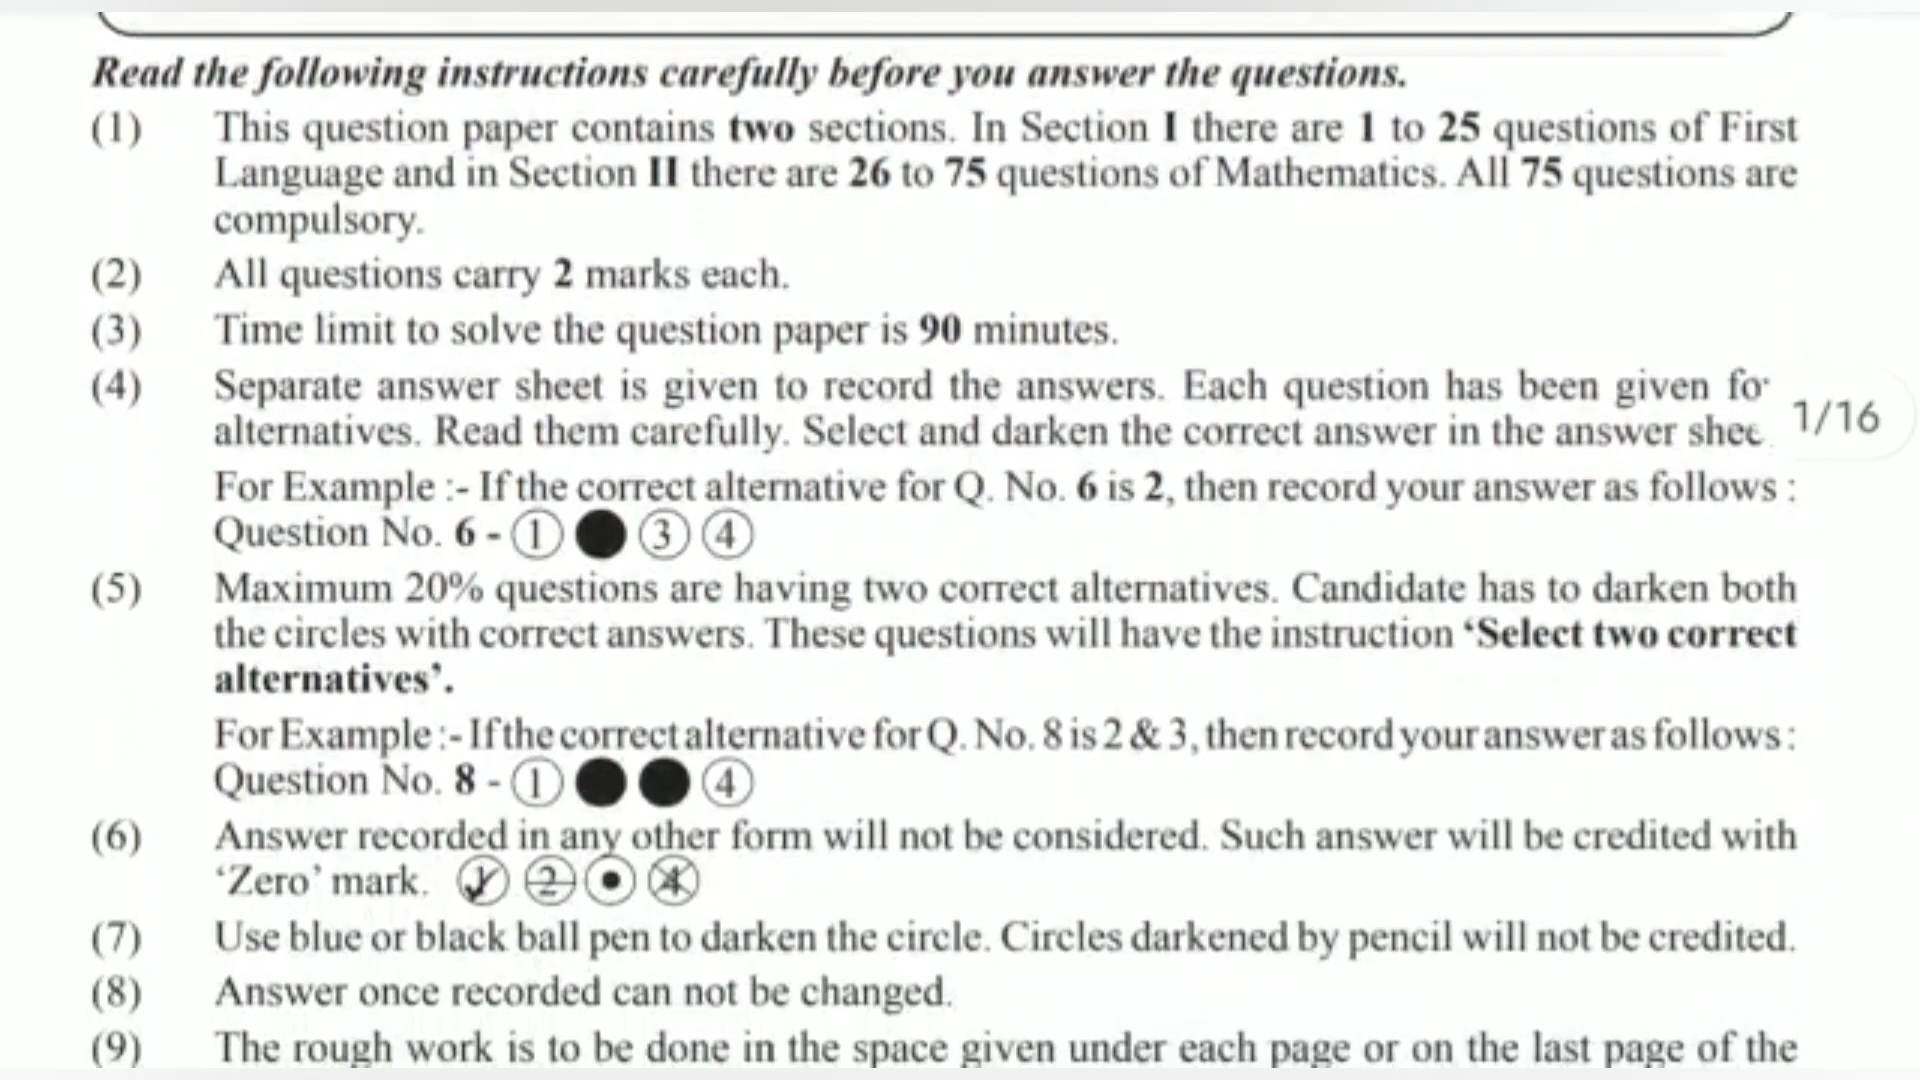 Read the following instructions carefully before you answer the questions.
(1) This question paper contains two sections. In Section I there are 1 to 25 questions of First
Language and in Section II there are 26 to 75 questions of Mathematics. All 75 questions are
compulsory.
(2) All questions carry 2 marks each.
(3) Time limit to solve the question paper is 90 minutes.
(4) Separate answer sheet is given to record the answers. Each question has been given
alternatives. Read them carefully. Select and darken the correct answer in the answer
1/16
For Example :- If the correct alternative for Q. No. 6 is 2, then record your answer as follows :
Question No. 6 - 1 ● 3 4
(5) Maximum 20% questions are having two correct alternatives. Candidate has to darken both
the circles with correct answers. These questions will have the instruction ‘Select two correct
alternatives’.
For Example :- If the correct alternative for Q. No. 8 is 2 & 3, then record your answer as follows :
Question No. 8 - 1 ● ● 4
(6) Answer recorded in any other form will not be considered. Such answer will be credited with
‘Zero’ mark. 1 2 • 4
(7) Use blue or black ball pen to darken the circle. Circles darkened by pencil will not be credited.
(8) Answer once recorded can not be changed.
(9) The rough work is to be done in the space given under each page or on the last page of the